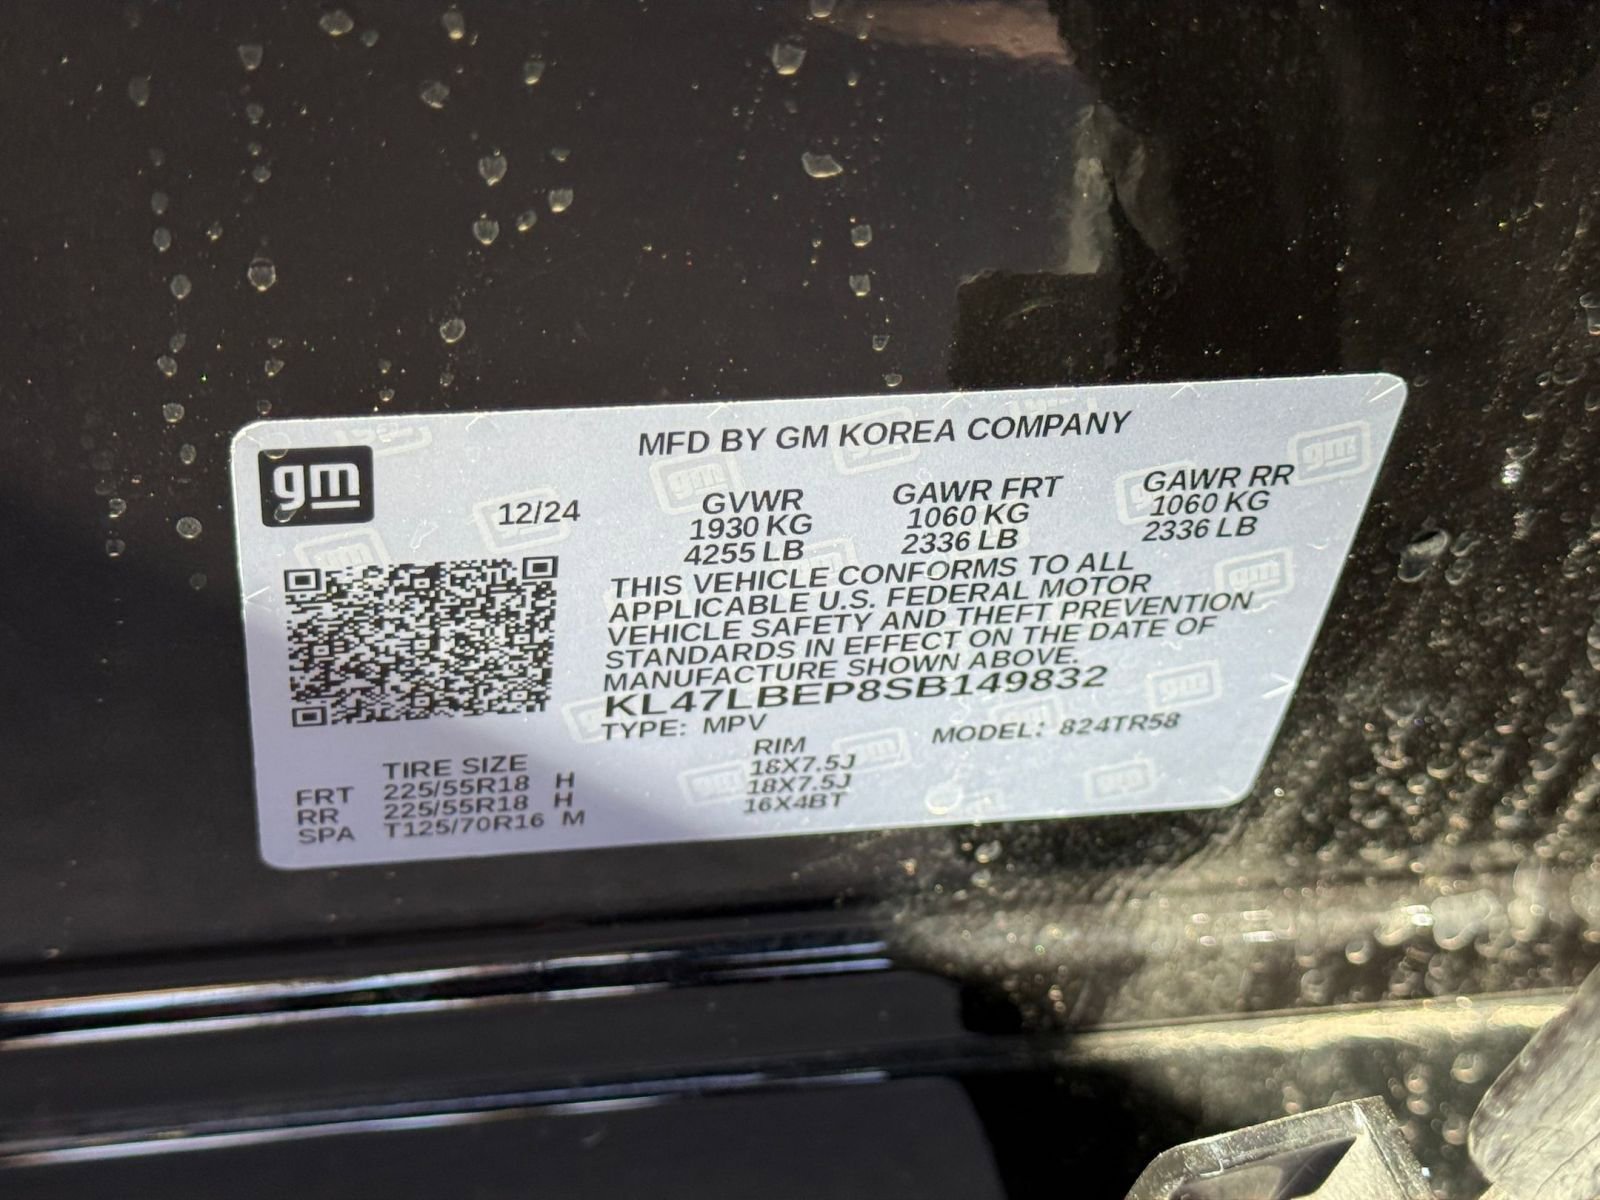 MFD BY GM KOREA COMPANY
gm
12/24
GVWR
1930 KG
4255 LB
GAWR FRT
1060 KG
2336 LB
GAWR RR
1060 KG
2336 LB
THIS VEHICLE CONFORMS TO ALL
APPLICABLE U.S. FEDERAL MOTOR
VEHICLE SAFETY AND THEFT PREVENTION
STANDARDS IN EFFECT ON THE DATE OF
MANUFACTURE SHOWN ABOVE.
KL47LBEP8SB149832
TYPE: MPV
MODEL: 824TR58
TIRE SIZE
RIM
FRT 225/55R18 H 18X7.5J
RR 225/55R18 H 18X7.5J
SPA T125/70R16 M 16X4BT